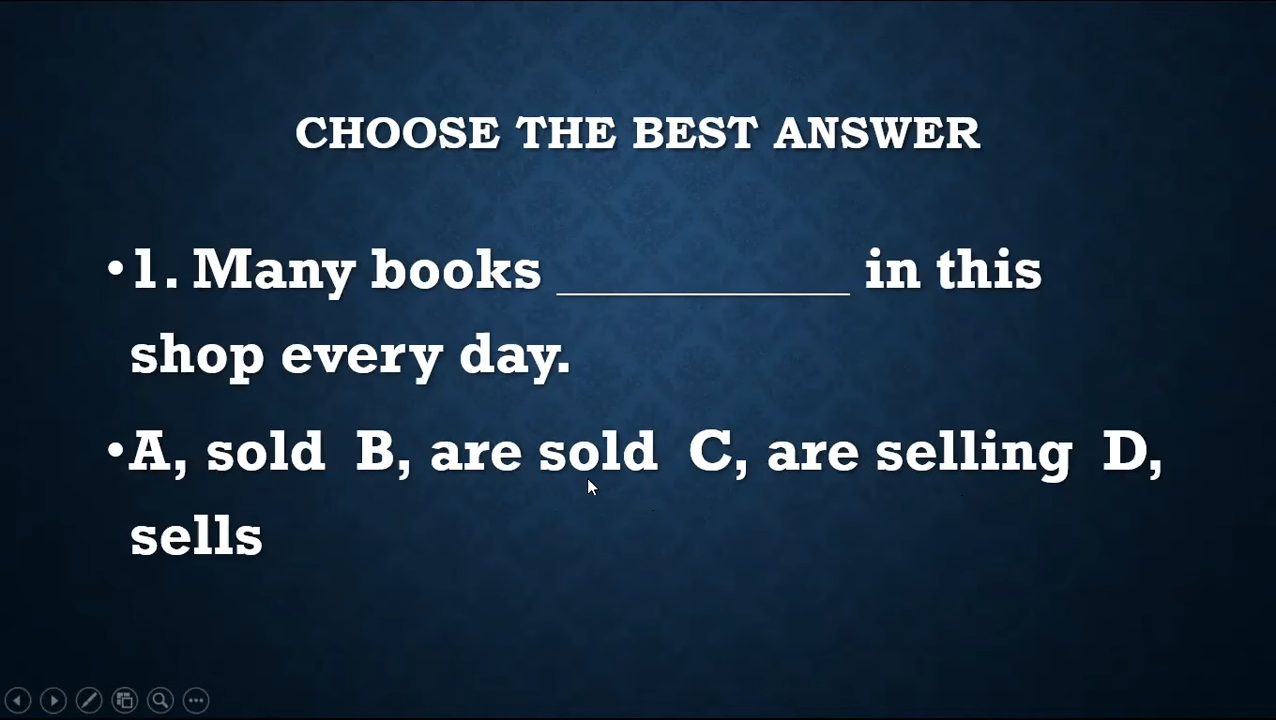 CHOOSE THE BEST ANSWER
•1. Many books ___________ in this
shop every day.
•A, sold B, are sold C, are selling D,
sells